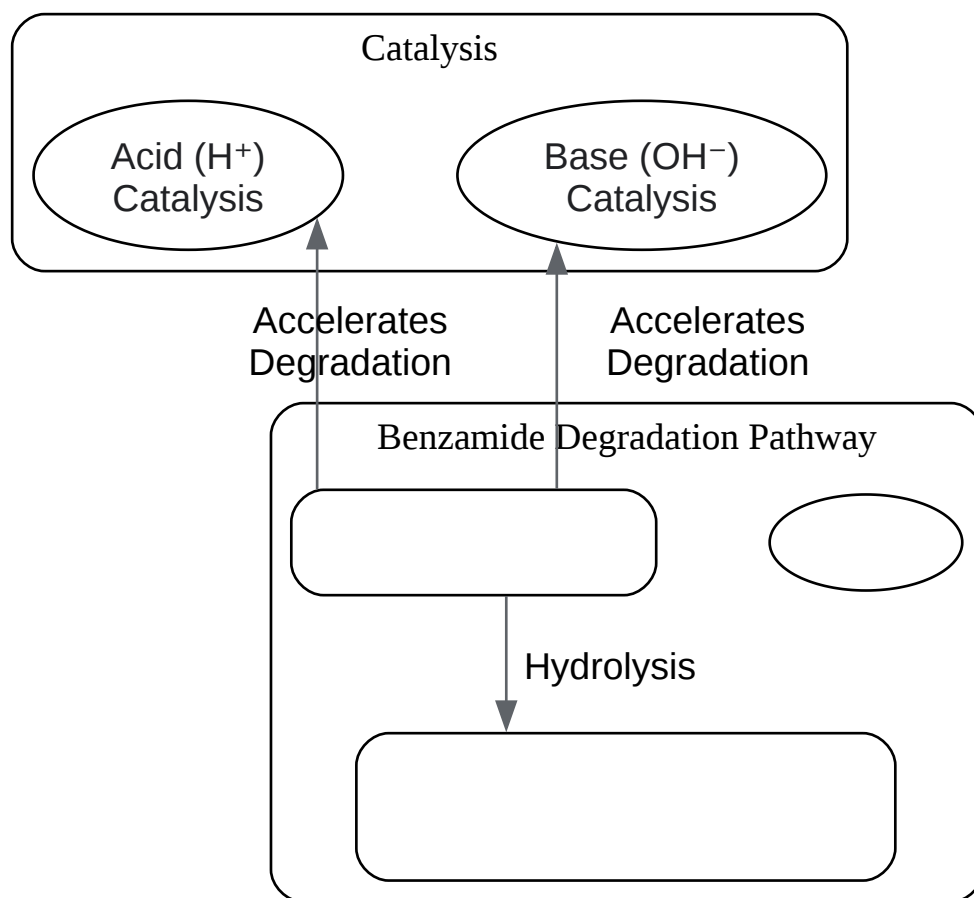 Catalysis
Acid (H⁺)
Catalysis
Base (OH⁻)
Catalysis
Accelerates
Degradation
Accelerates
Degradation
Benzamide Degradation Pathway
Hydrolysis